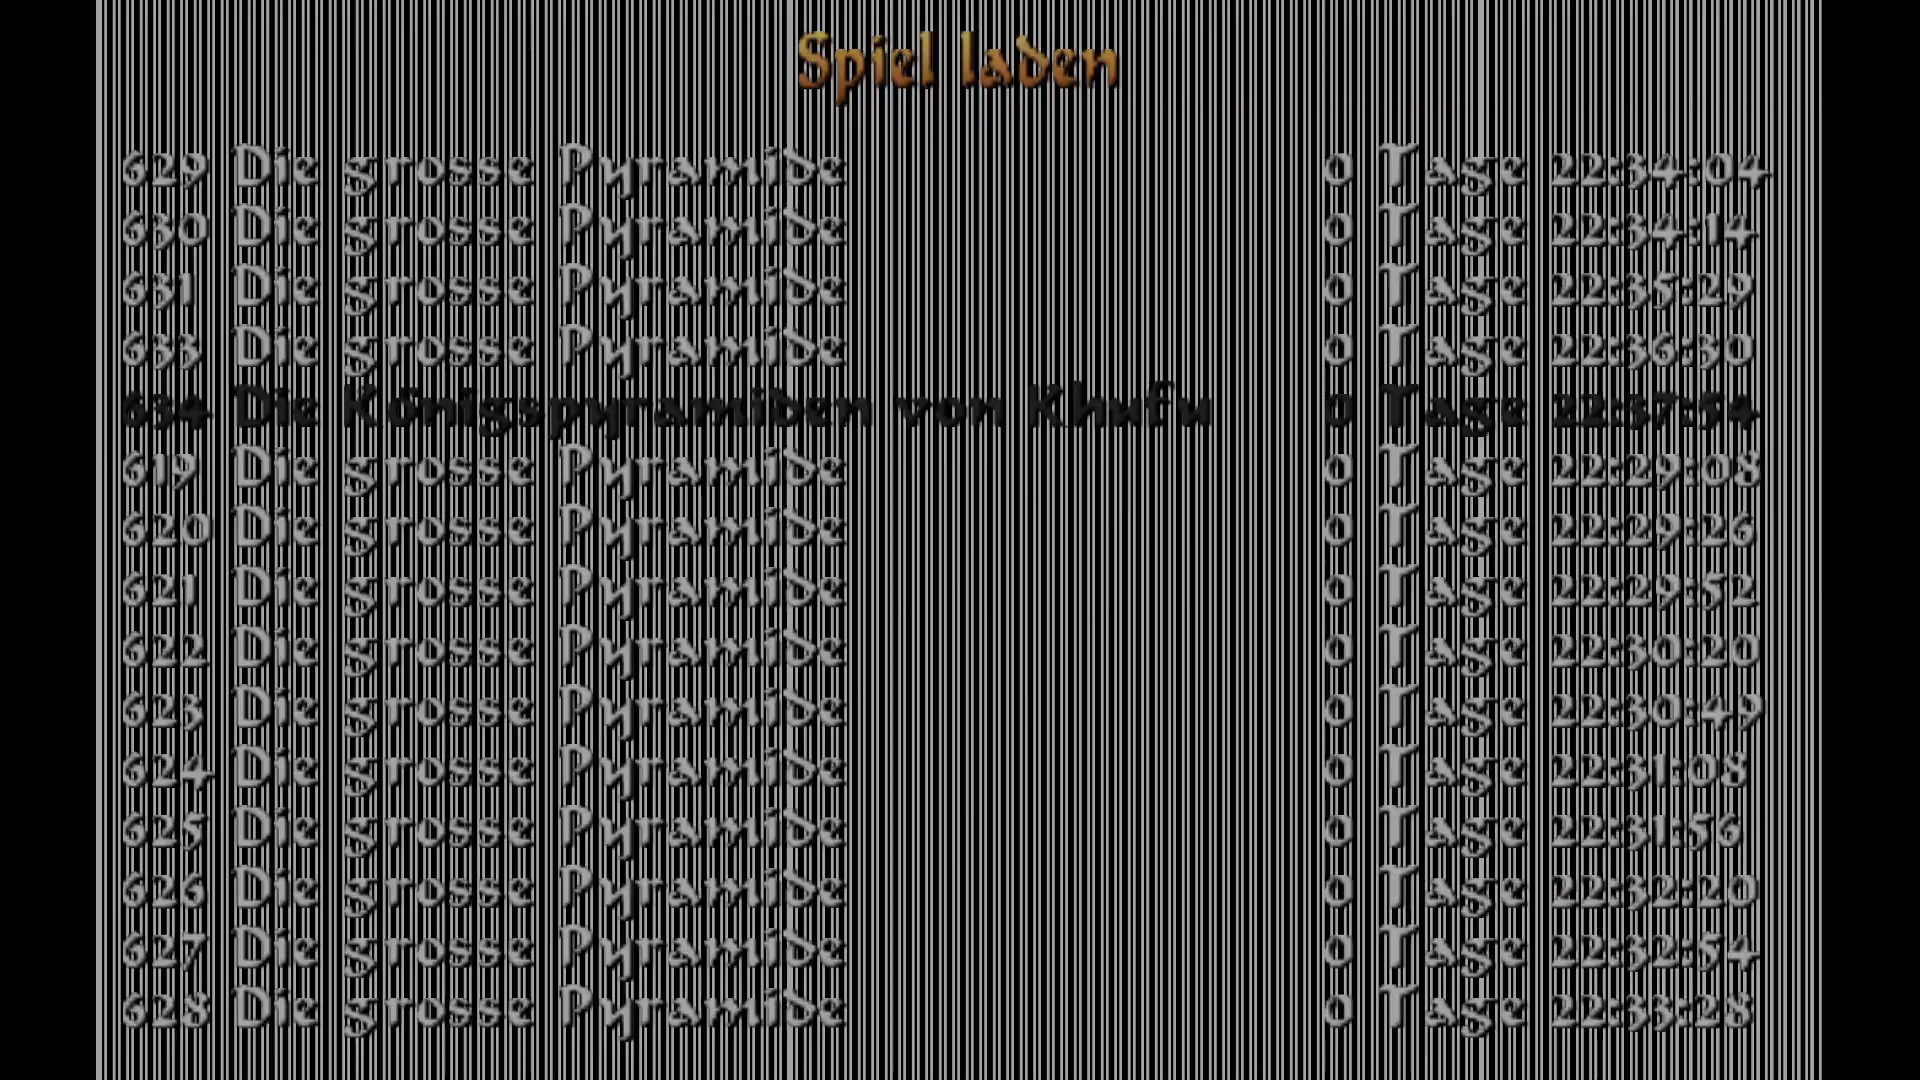 Spiel laden
629 Die grosse Pyramide 0 Tage 22:34:04
630 Die grosse Pyramide 0 Tage 22:34:14
631 Die grosse Pyramide 0 Tage 22:35:29
633 Die grosse Pyramide 0 Tage 22:36:30
634 Die Königspyramiden von Khufu 0 Tage 22:37:54
619 Die grosse Pyramide 0 Tage 22:29:08
620 Die grosse Pyramide 0 Tage 22:29:26
621 Die grosse Pyramide 0 Tage 22:29:52
622 Die grosse Pyramide 0 Tage 22:30:20
623 Die grosse Pyramide 0 Tage 22:30:49
624 Die grosse Pyramide 0 Tage 22:31:08
625 Die grosse Pyramide 0 Tage 22:31:56
626 Die grosse Pyramide 0 Tage 22:32:20
627 Die grosse Pyramide 0 Tage 22:32:54
628 Die grosse Pyramide 0 Tage 22:33:28